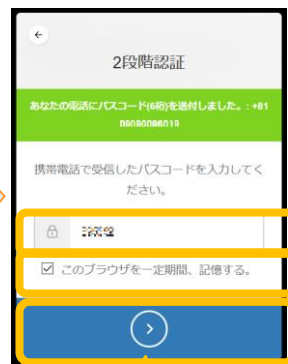 2段階認証
あなたの電話にパスコード(6桁)を送付しました。: +81
携帯電話で受信したパスコードを入力してく
ださい。
このブラウザを一定期間、記憶する。